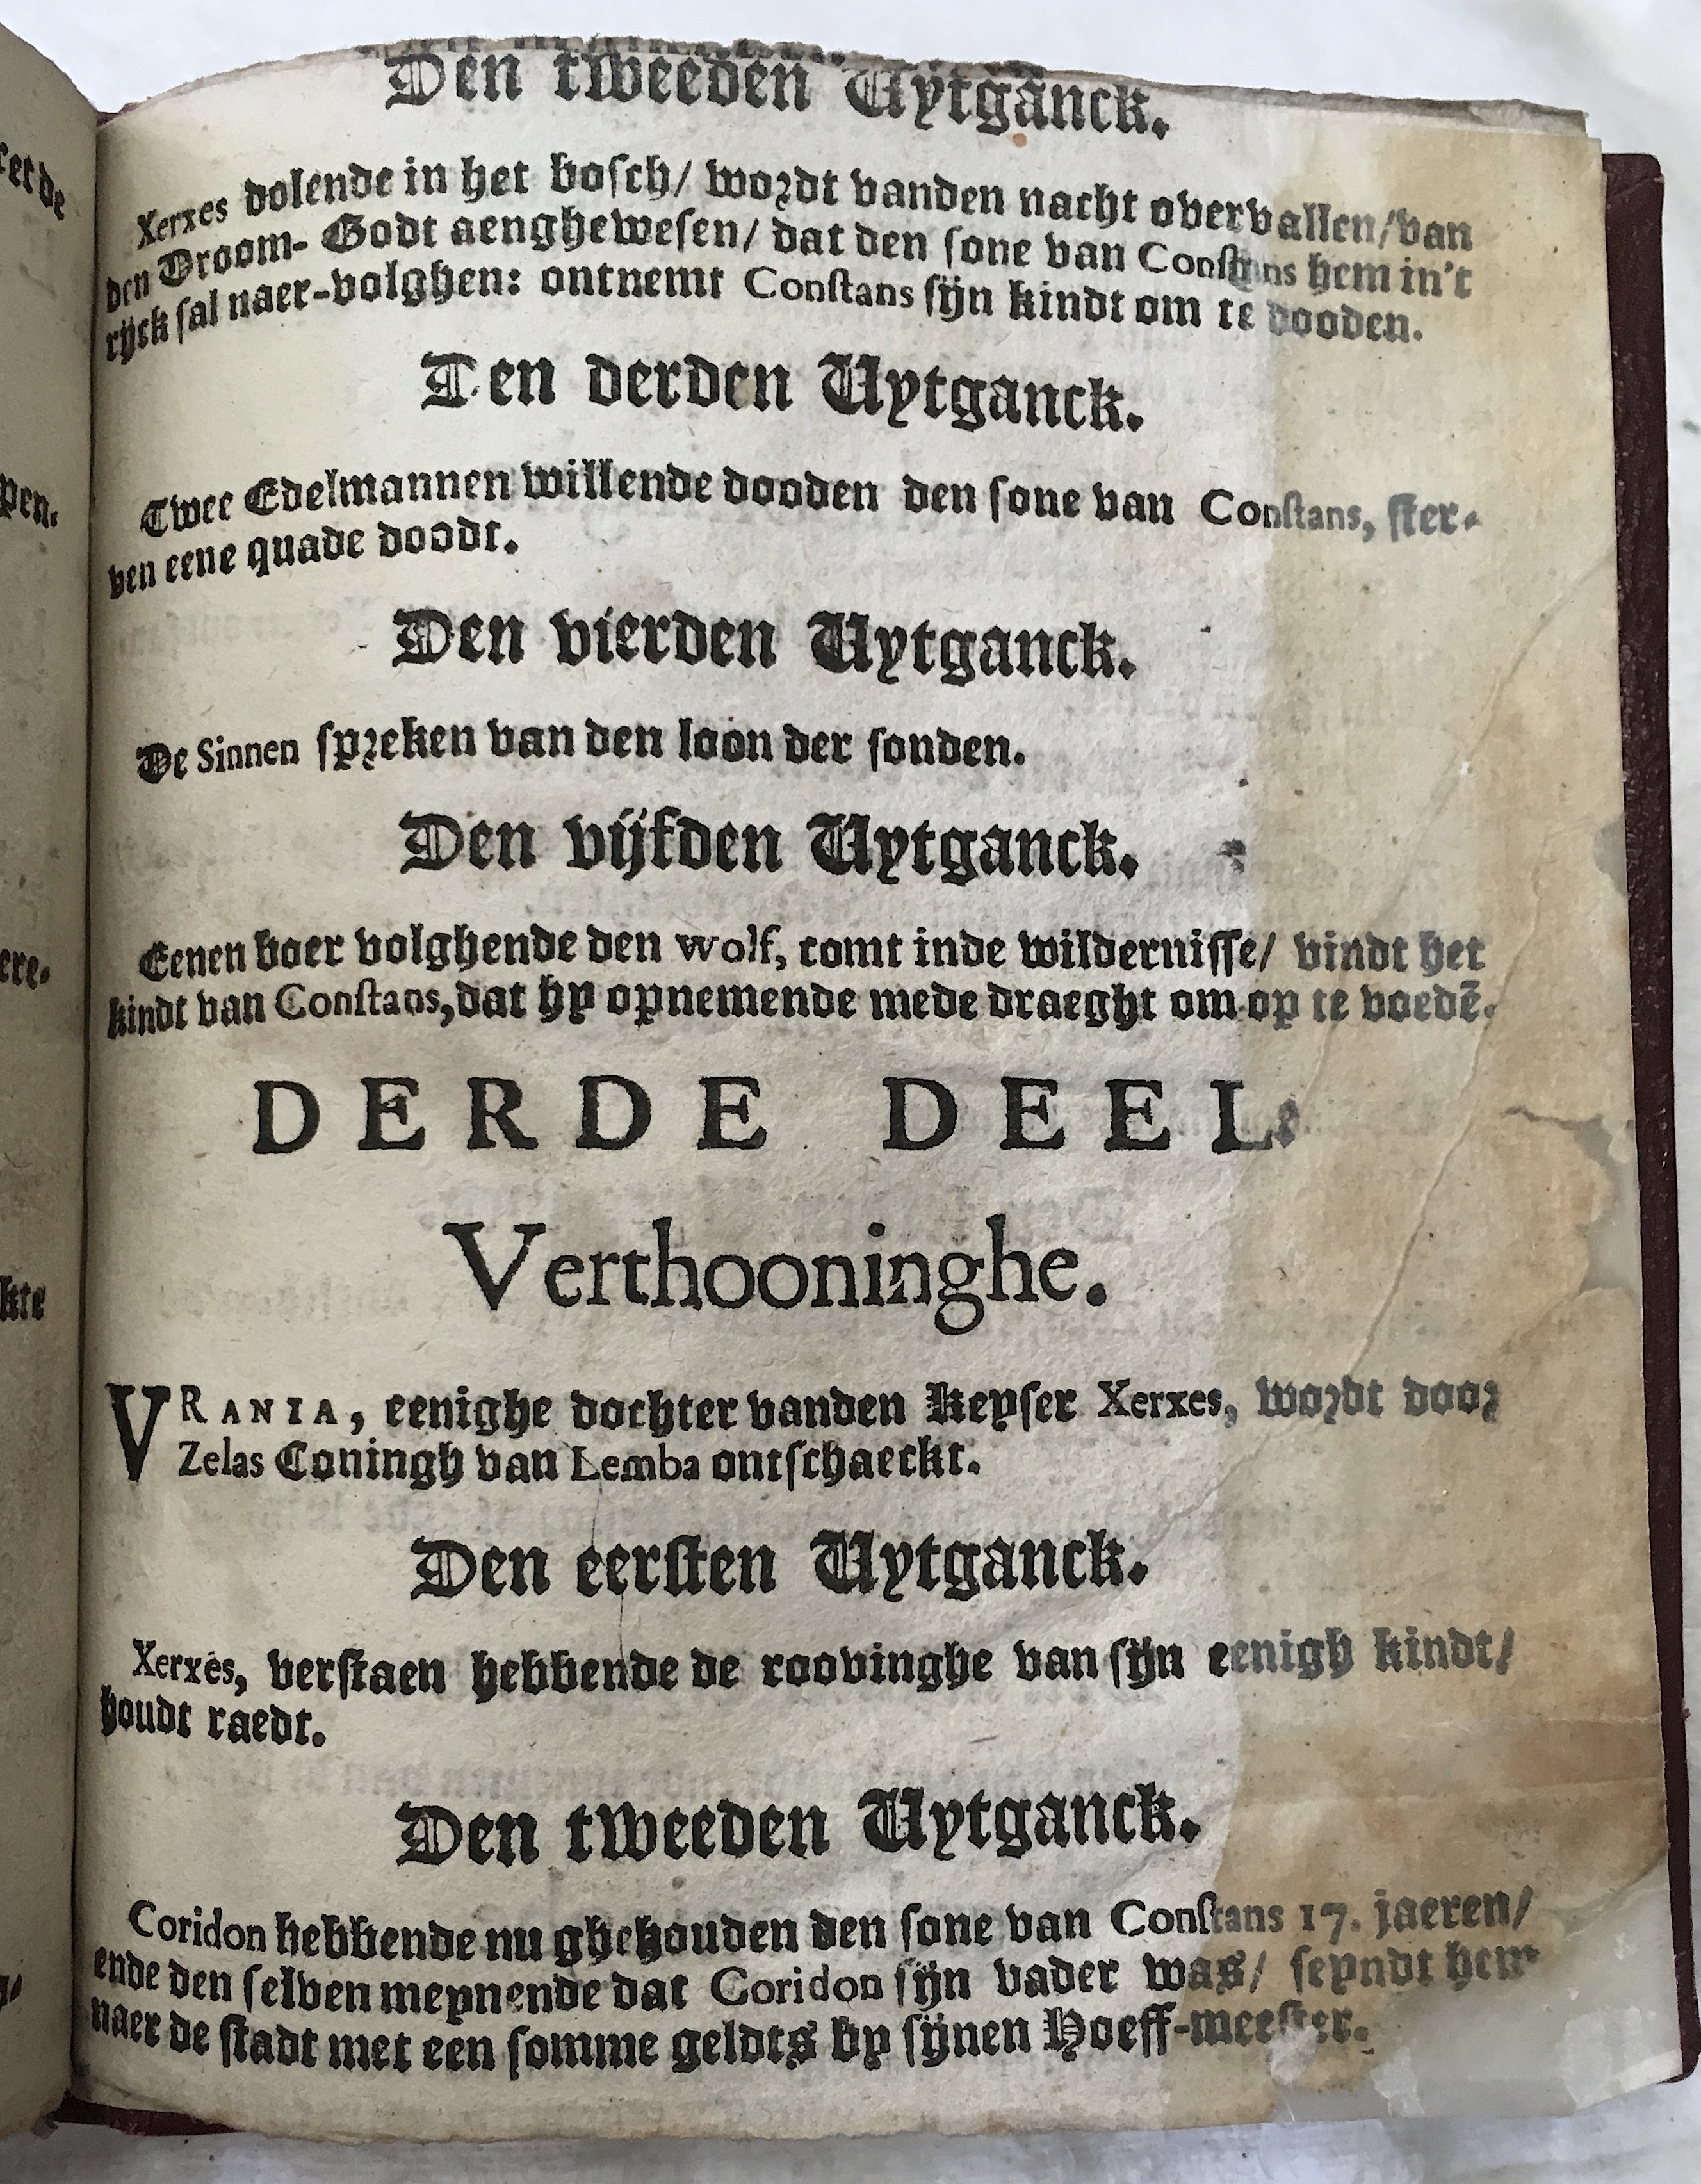 Den tweeden Uytganck.
Xerxes dolende in het bosch/ wordt vanden nacht overvallen/van
den Droom-Godt aenghewesen/ dat den sone van Constans hem in't
rijck sal naer-volghen: ontnemt Constans sijn kindt om te dooden.
Den derden Uytganck.
Twee Edelmannen willende dooden den sone van Constans, ster-
ven eene quade doodt.
Den vierden Uytganck.
De Sinnen spreken van den loon der sonden.
Den vijfden Uytganck.
Eenen boer volghende den wolf, comt inde wildernisse/ vindt het
kindt van Constans, dat hy opnemende mede draeght om op te voedē.
DERDE DEEL.
Verthooninghe.
VRANIA, eenighe dochter vanden Keyser Xerxes, wordt door
Zelas Coningh van Lemba ontschaeckt.
Den eersten Uytganck.
Xerxes, verstaen hebbende de roovinghe van sijn eenigh kindt/
houdt raedt.
Den tweeden Uytganck.
Coridon hebbende nu ghehouden den sone van Constans 17. jaeren/
ende den selven meynende dat Coridon sijn vader was/ seyndt hem
naer de stadt met een somme geldts by sijnen Hoeff-meester.